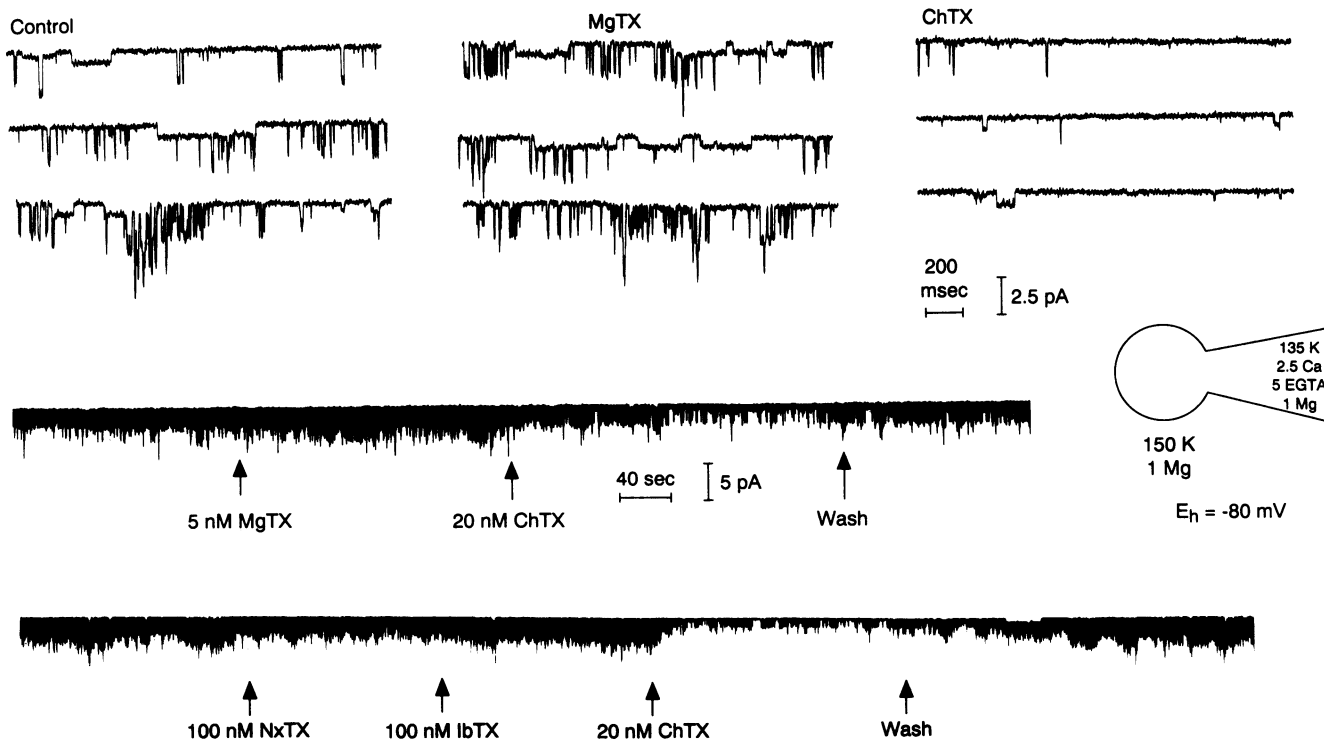 Control
MgTX
ChTX
200
msec
2.5 pA
135 K
2.5 Ca
5 EGTA
1 Mg
150 K
1 Mg
E_h = -80 mV
40 sec
5 pA
5 nM MgTX
20 nM ChTX
Wash
100 nM NxTX
100 nM IbTX
20 nM ChTX
Wash